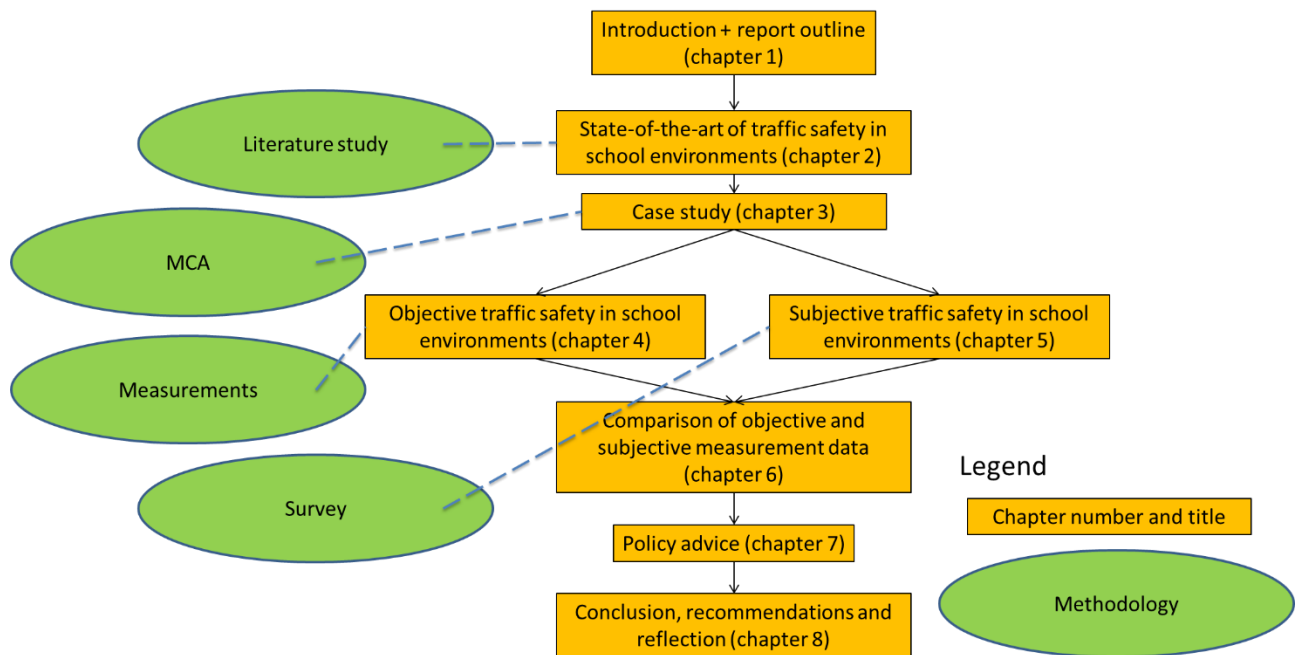 Introduction + report outline
(chapter 1)
Literature study
State-of-the-art of traffic safety in
school environments (chapter 2)
Case study (chapter 3)
MCA
Objective traffic safety in school
environments (chapter 4)
Subjective traffic safety in school
environments (chapter 5)
Measurements
Comparison of objective and
subjective measurement data
(chapter 6)
Survey
Policy advice (chapter 7)
Conclusion, recommendations and
reflection (chapter 8)
Legend
Chapter number and title
Methodology